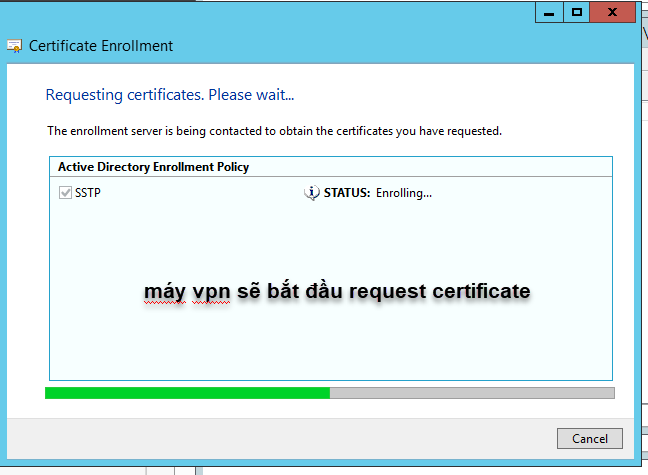 Certificate Enrollment
Requesting certificates. Please wait...
The enrollment server is being contacted to obtain the certificates you have requested.
Active Directory Enrollment Policy
SSTP STATUS: Enrolling...
máy vpn sẽ bắt đầu request certificate
Cancel